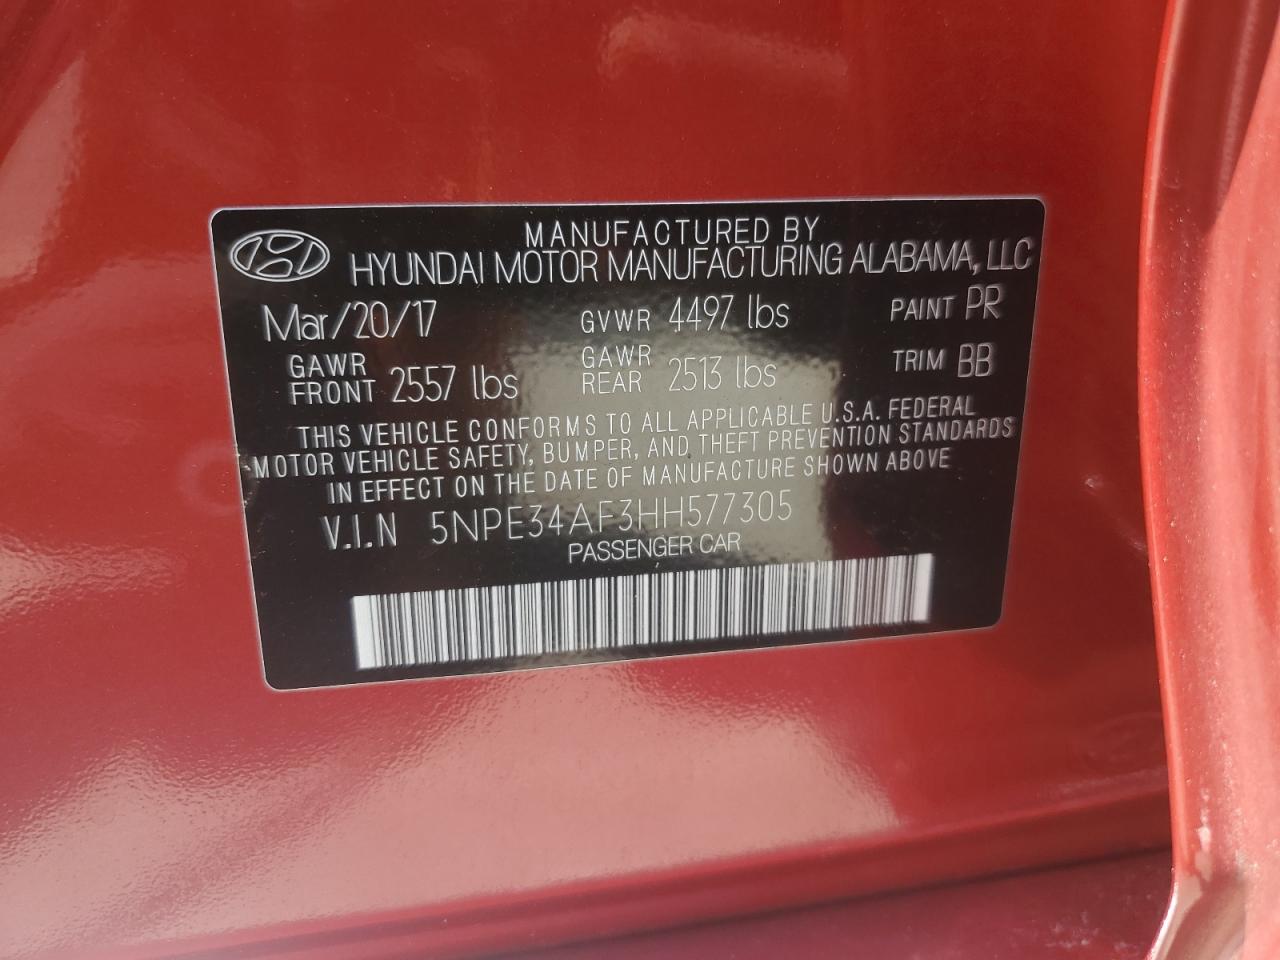 MANUFACTURED BY
HYUNDAI MOTOR MANUFACTURING ALABAMA, LLC
Mar/20/17 GVWR 4497 lbs PAINT PR
GAWR FRONT 2557 lbs GAWR REAR 2513 lbs TRIM BB
THIS VEHICLE CONFORMS TO ALL APPLICABLE U.S.A. FEDERAL
MOTOR VEHICLE SAFETY, BUMPER, AND THEFT PREVENTION STANDARDS
IN EFFECT ON THE DATE OF MANUFACTURE SHOWN ABOVE
V.I.N 5NPE34AF3HH577305
PASSENGER CAR